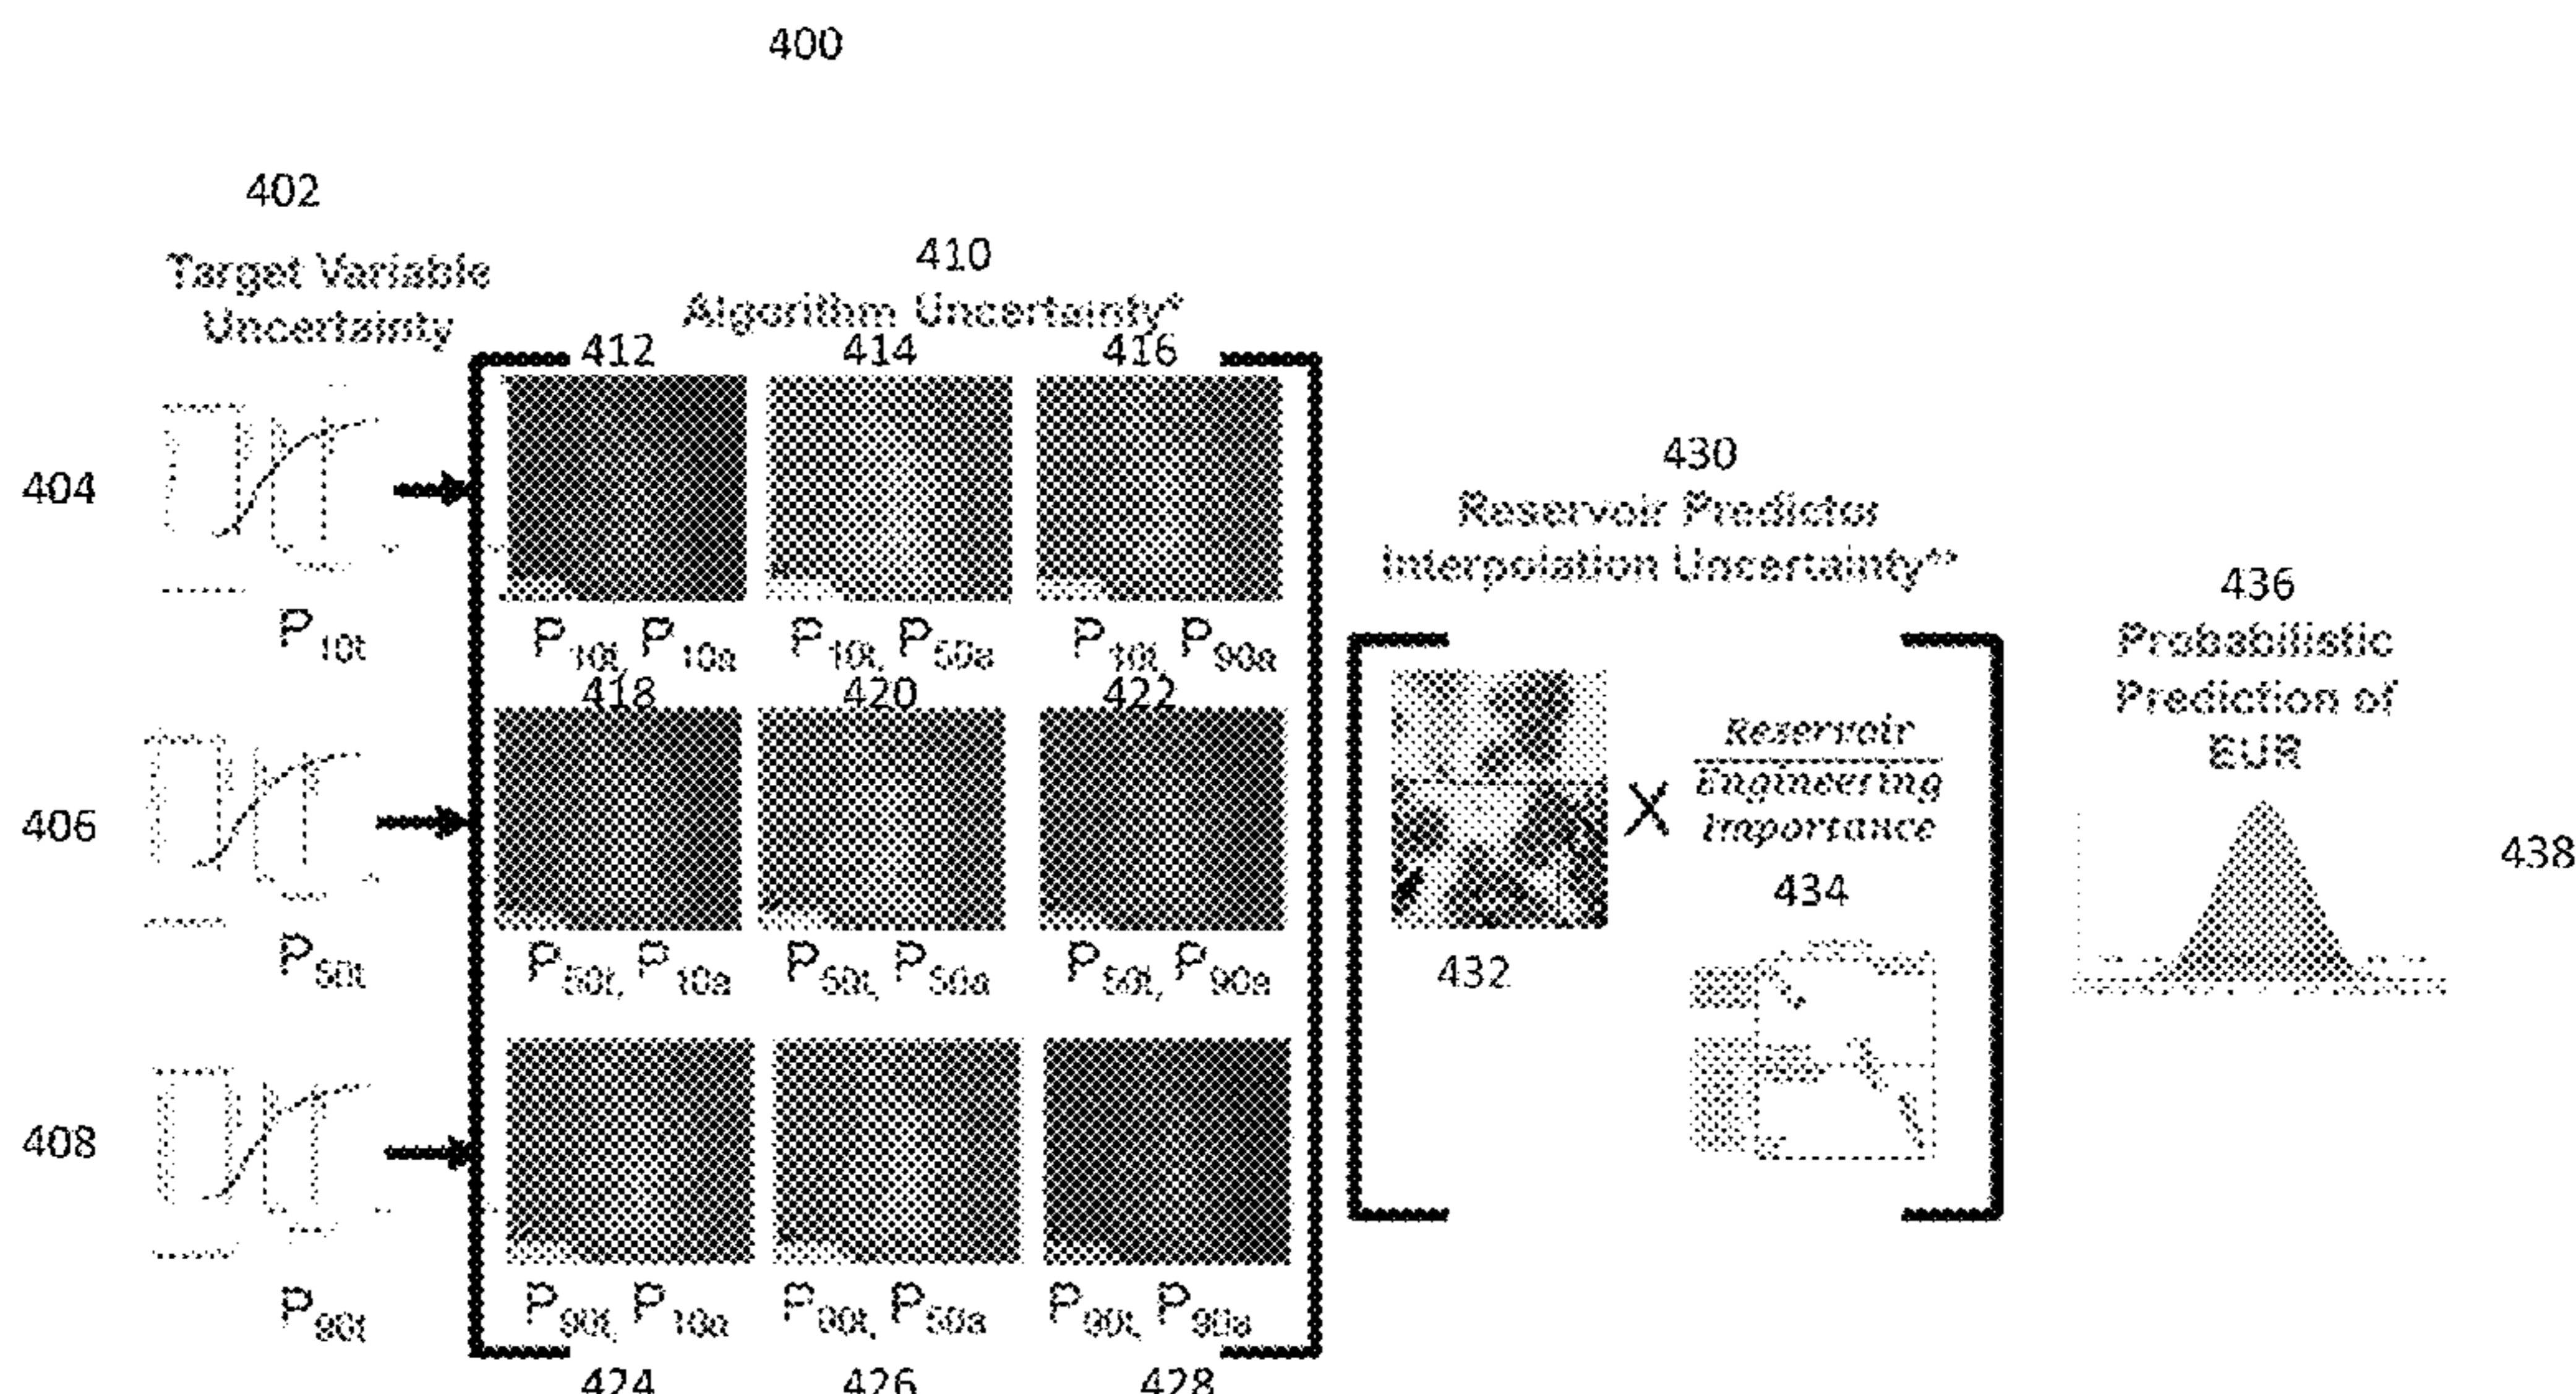 400
402
Target Variable
Uncertainty
410
Algorithm Uncertainty*
412 414 416
404
P10t
P10t, P10a
P10t, P50a
P10t, P90a
418 420 422
406
P50t
P50t, P10a
P50t, P50a
P50t, P90a
408
P90t
P90t, P10a
P90t, P50a
P90t, P90a
424 426 428
430
Reservoir Predictor
Interpolation Uncertainty**
432
X
Reservoir
Engineering
Importance
434
436
Probabilistic
Prediction of
EUR
438